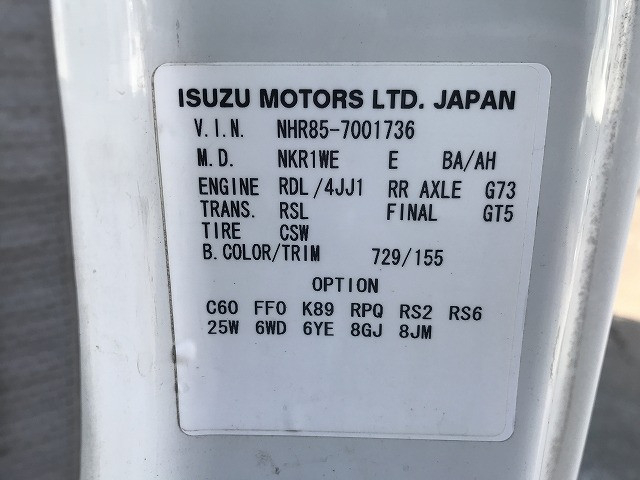 ISUZU MOTORS LTD. JAPAN
V.I.N. NHR85-7001736
M.D. NKR1WE E BA/AH
ENGINE RDL/4JJ1 RR AXLE G73
TRANS. RSL FINAL GT5
TIRE CSW
B.COLOR/TRIM 729/155
OPTION
C60 FF0 K89 RPQ RS2 RS6
25W 6WD 6YE 8GJ 8JM